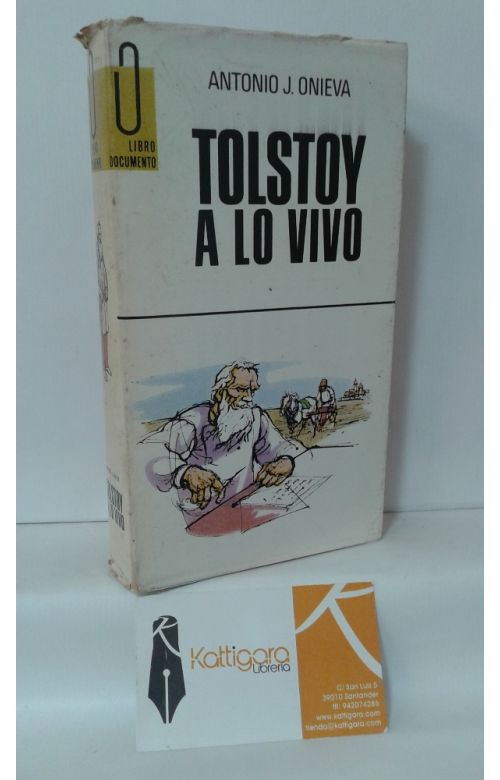 ANTONIO J. ONIEVA
TOLSTOY
A LO VIVO
LIBRO
DOCUMENTO
TOLSTOY
A LO VIVO
Kattigara
Librería
C/ San Luis 5
39010 Santander
tlf: 942074286
www.kattigara.com
tienda@kattigara.com